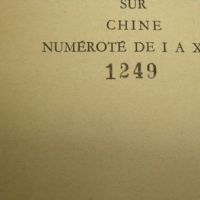 SUR
CHINE
NUMÉROTÉ DE I A X
1249